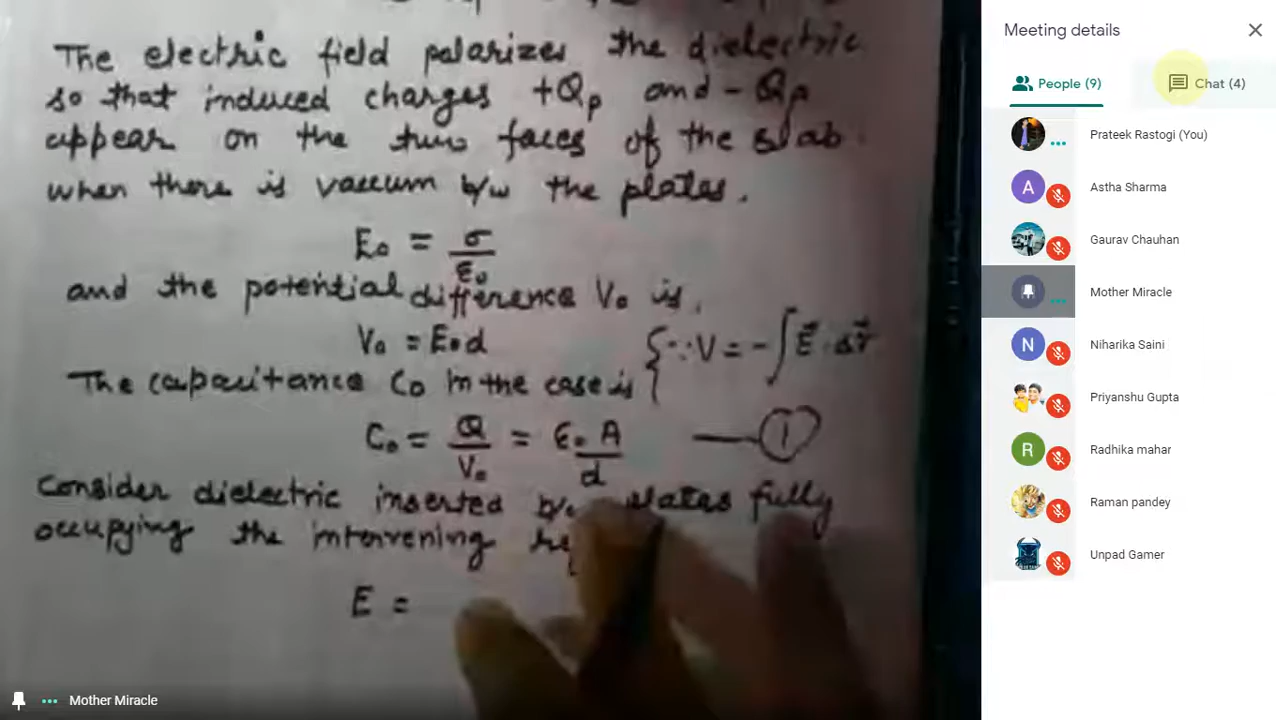 The electric field polarizes the dielectric
so that induced charges +Qp and - Qp
appear on the two faces of the slab.
when there is vaccum b/w the plates.
E₀ = σ/ε₀
and the potential difference V₀ is.
V₀ = E₀d
{∵ V = -∫E⃗.dr⃗
The capacitance C₀ in the case is
C₀ = Q/V₀ = ε₀A/d —①
Consider dielectric inserted plates fully
occupying the intervening
E =
Mother Miracle
Meeting details
People (9)
Chat (4)
Prateek Rastogi (You)
A
Astha Sharma
Gaurav Chauhan
Mother Miracle
N
Niharika Saini
Priyanshu Gupta
R
Radhika mahar
Raman pandey
Unpad Gamer